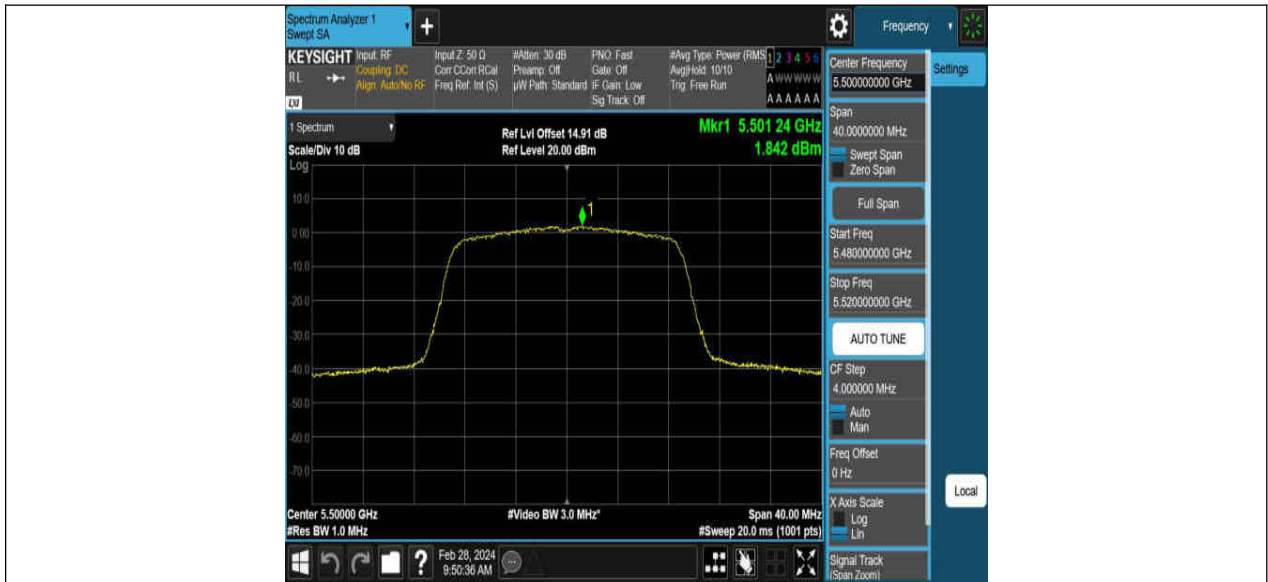 Spectrum Analyzer 1
Swept SA
+
Frequency
KEYSIGHT
RL
LXI
Input: RF
Coupling: DC
Align: Auto/No RF
Input Z: 50 Ω
Corr CCorr RCal
Freq Ref: Int (S)
#Atten: 30 dB
Preamp: Off
µW Path: Standard
PNO: Fast
Gate: Off
IF Gain: Low
Sig Track: Off
#Avg Type: Power (RMS
Avg|Hold: 10/10
Trig: Free Run
1 2 3 4 5 6
A W W W W W
A A A A A A
1 Spectrum
Scale/Div 10 dB
Log
Ref Lvl Offset 14.91 dB
Ref Level 20.00 dBm
Mkr1 5.501 24 GHz
1.842 dBm
1
10.0
0.00
-10.0
-20.0
-30.0
-40.0
-50.0
-60.0
-70.0
Center 5.50000 GHz
#Res BW 1.0 MHz
#Video BW 3.0 MHz*
Span 40.00 MHz
#Sweep 20.0 ms (1001 pts)
?
Feb 28, 2024
9:50:36 AM
Center Frequency
5.500000000 GHz
Span
40.0000000 MHz
Swept Span
Zero Span
Full Span
Start Freq
5.480000000 GHz
Stop Freq
5.520000000 GHz
AUTO TUNE
CF Step
4.000000 MHz
Auto
Man
Freq Offset
0 Hz
X Axis Scale
Log
Lin
Signal Track
(Span Zoom)
Settings
Local